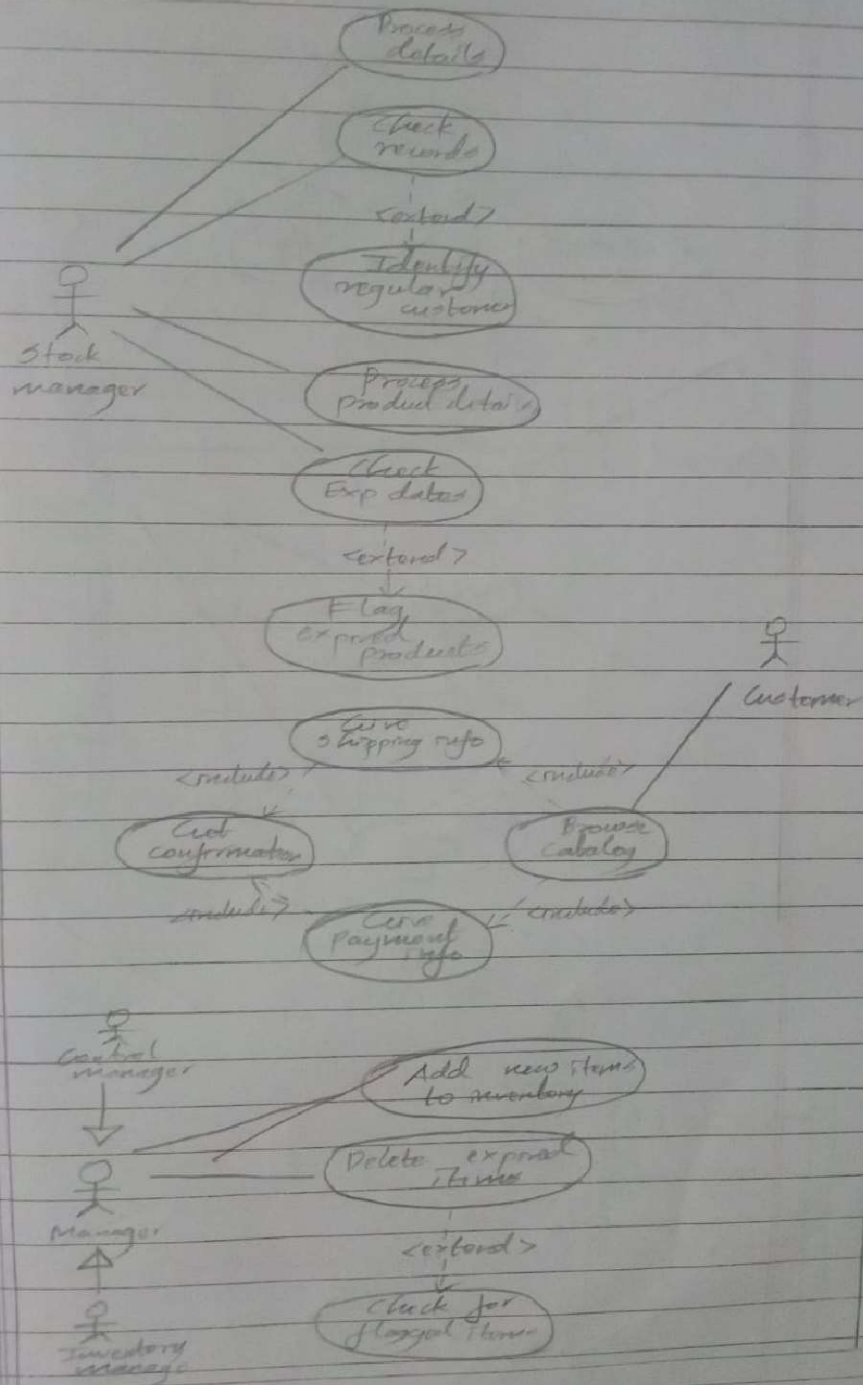 Process
details
Check
records
<extend>
Identify
regular
customer
Stock
manager
Process
product details
Check
Exp dates
<extend>
Flag
expired
products
Customer
Give
shipping info
<include>
<include>
Get
confirmation
Browse
catalog
<include>
<include>
Give
payment
info
Control
manager
Add new items
to inventory
Delete expired
items
Manager
<extend>
Check for
flagged items
Inventory
manage